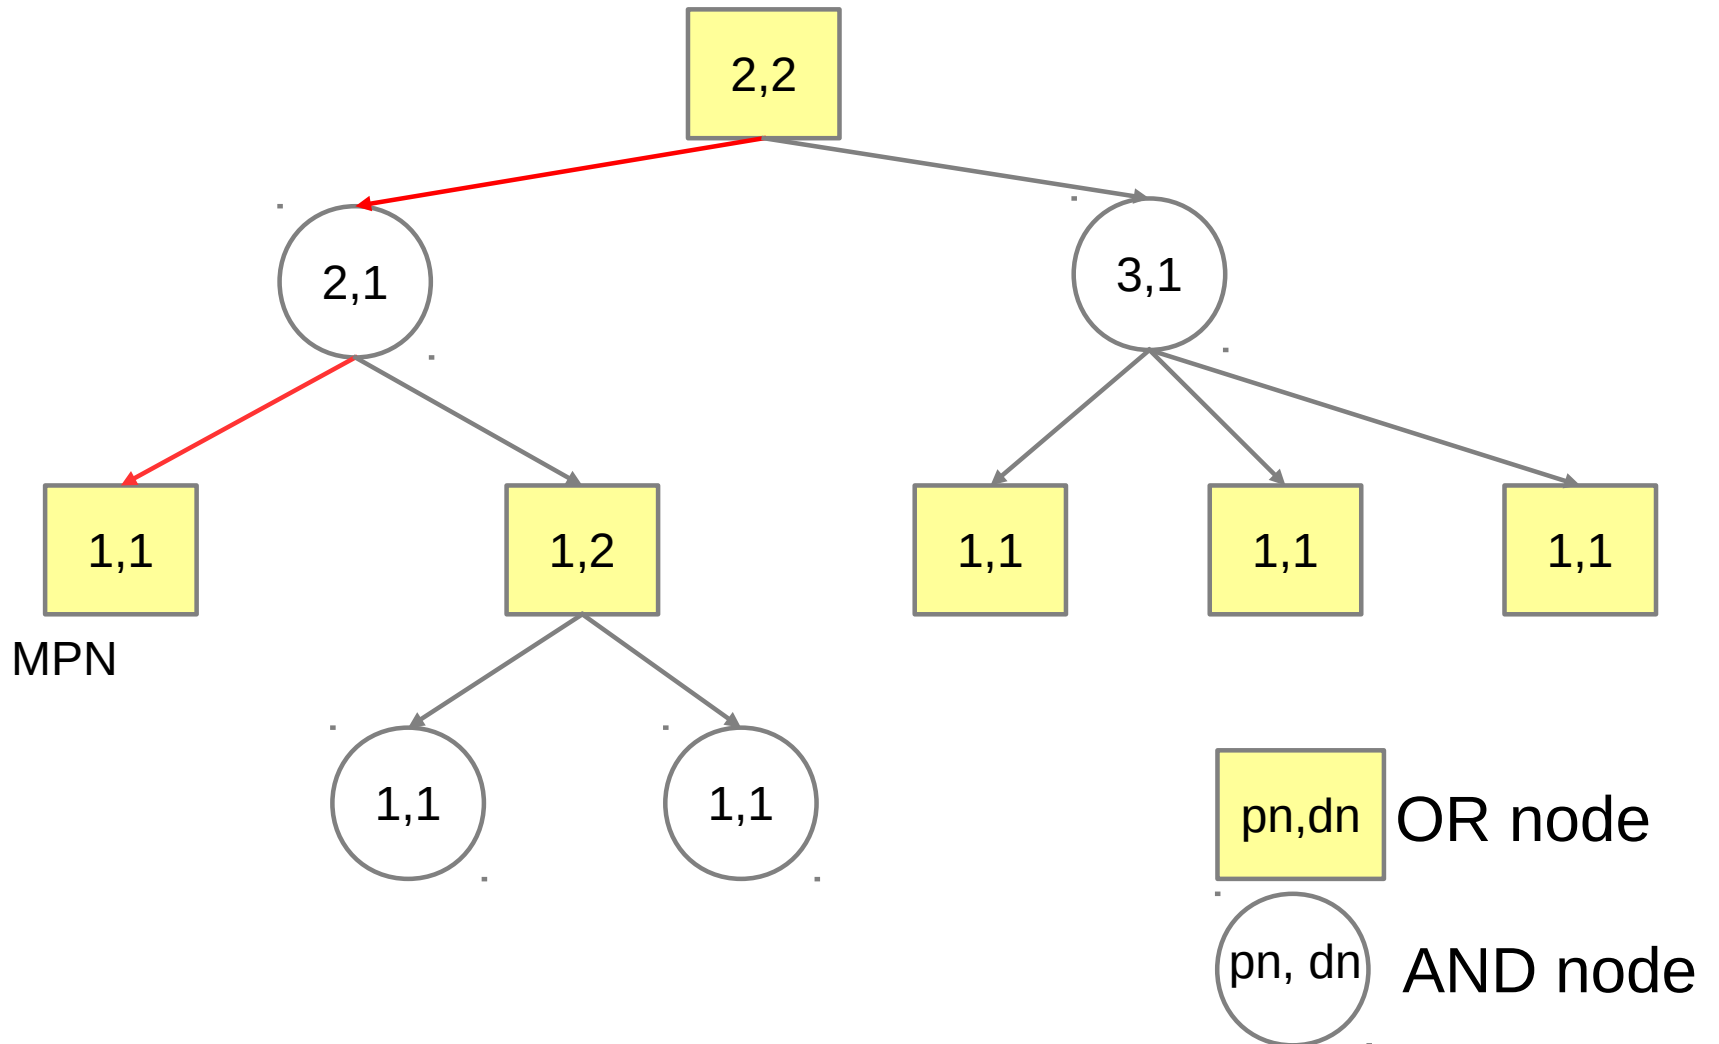 2,2
2,1
3,1
1,1
1,2
1,1
1,1
1,1
MPN
1,1
1,1
pn,dn
OR node
pn, dn
AND node